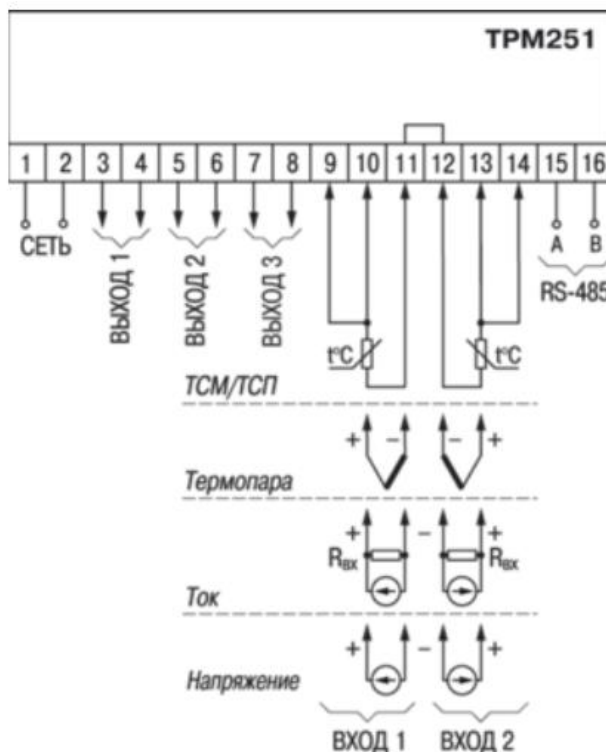 ТРМ251
1 2 3 4 5 6 7 8 9 10 11 12 13 14 15 16
СЕТЬ
ВЫХОД 1
ВЫХОД 2
ВЫХОД 3
A B
RS-485
t°C t°C
ТСМ/ТСП
+ - - +
Термопара
+ - +
Rвх Rвх
Ток
+ - +
Напряжение
ВХОД 1 ВХОД 2